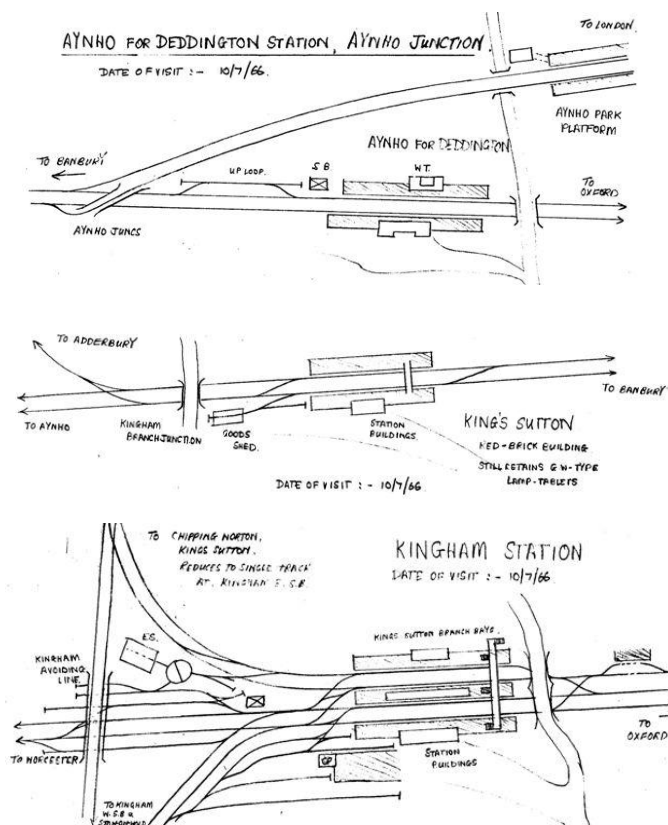 AYNHO FOR DEDDINGTON STATION, AYNHO JUNCTION.
DATE OF VISIT :- 10/7/66.
TO LONDON.
AYNHO PARK
PLATFORM
AYNHO FOR DEDDINGTON
TO BANBURY
UP LOOP.
S.B
W.T.
TO
OXFORD
AYNHO JUNCS
TO ADDERBURY
TO BANBURY
TO AYNHO
KINGHAM
BRANCH JUNCTION
GOODS
SHED.
STATION
BUILDINGS.
KING'S SUTTON
RED-BRICK BUILDING
STILL RETAINS G W-TYPE
LAMP-TABLETS
DATE OF VISIT :- 10/7/66.
TO CHIPPING NORTON,
KINGS SUTTON.
REDUCES TO SINGLE TRACK
AT KINGHAM E.S.B.
KINGHAM STATION
DATE OF VISIT :- 10/7/66
E.S.
KINGS SUTTON BRANCH BAYS.
KINGHAM
AVOIDING
LINE.
TO
OXFORD
TO WORCESTER
STATION
BUILDINGS
CP
TO KINGHAM
W.S.B &